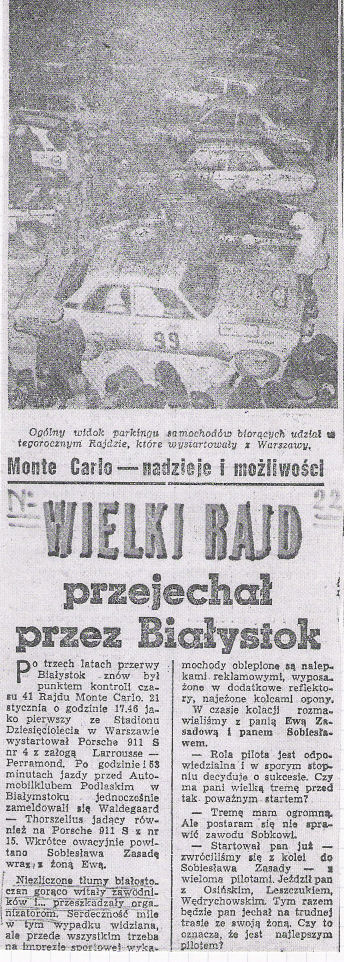 99
Ogólny widok parkingu samochodów biorących udział w
tegorocznym Rajdzie, które wystartowały z Warszawy.
Monte Carlo — nadzieje i możliwości
Nr
22
WIELKI RAJD
przejechał
przez Białystok
Po trzech latach przerwy
Białystok znów był
punktem kontroli cza-
su 41 Rajdu Monte Carlo. 21
stycznia o godzinie 17.46 ja-
ko pierwszy ze Stadionu
Dziesięciolecia w Warszawie
wystartował Porsche 911 S
nr 4 z załogą Larrousse —
Perramond. Po godzinie i 53
minutach jazdy przed Auto-
mobilklubem Podlaskim w
Białymstoku jednocześnie
zameldowali się Waldegaard
— Thorszelius jadący rów-
nież na Porsche 911 S z nr
15. Wkrótce owacyjnie powi-
tano Sobiesława Zasadę
wraz z żoną Ewą.
Niezliczone tłumy białosto-
czan gorąco witały zawodni-
ków i... przeszkadzały orga-
nizatorom. Serdeczność mile
w tym wypadku widziana,
ale przede wszystkim trzeba
na imprezie sportowej wyka-
mochody oblepione są nalep-
kami reklamowymi, wyposa-
żone w dodatkowe reflekto-
ry, najeżone kolcami opony.
W czasie kolacji rozma-
wialiśmy z panią Ewą Za-
sadową i panem Sobiesła-
wem.
— Rola pilota jest odpo-
wiedzialna i w sporym stop-
niu decyduje o sukcesie. Czy
ma pani wielką tremę przed
tak poważnym startem?
— Tremę mam ogromną.
Ale postaram się nie spra-
wić zawodu Sobkowi.
— Startował pan już —
zwróciliśmy się z kolei do
Sobiesława Zasady — z
wieloma pilotami. Jeździł pan
z Osińskim, Leszczukiem,
Wędrychowskim. Tym razem
będzie pan jechał na trudnej
trasie ze swoją żoną. Czy to
oznacza, że jest najlepszym
pilotem?